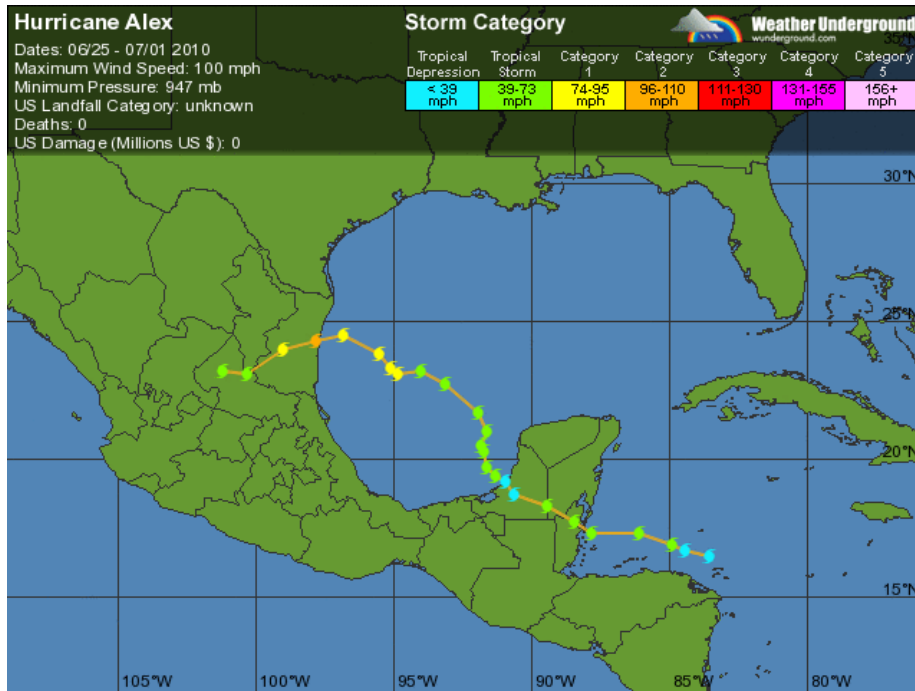 Hurricane Alex
Dates: 06/25 - 07/01 2010
Maximum Wind Speed: 100 mph
Minimum Pressure: 947 mb
US Landfall Category: unknown
Deaths: 0
US Damage (Millions US $): 0
Storm Category
Weather Underground
wunderground.com
Tropical Depression
Tropical Storm
Category 1
Category 2
Category 3
Category 4
Category 5
< 39 mph
39-73 mph
74-95 mph
96-110 mph
111-130 mph
131-155 mph
156+ mph
30°N
25°N
20°N
15°N
105°W
100°W
95°W
90°W
85°W
80°W